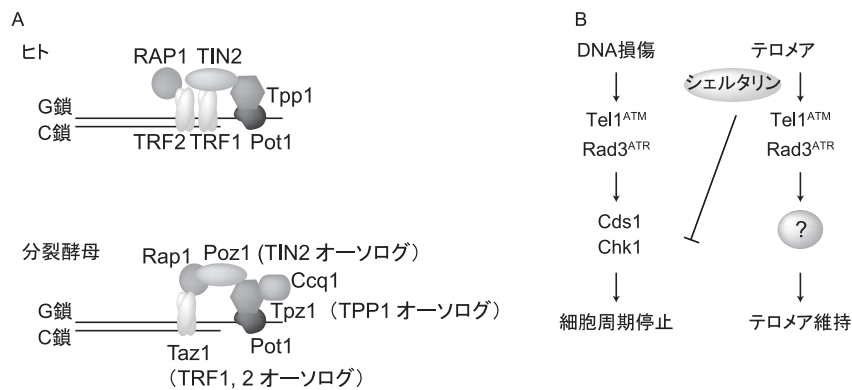 A
ヒト
RAP1 TIN2
Tpp1
G鎖
C鎖
TRF2 TRF1 Pot1
分裂酵母
Rap1 Poz1 (TIN2 オーソログ)
Ccq1
Tpz1 (TPP1 オーソログ)
G鎖
C鎖
Pot1
Taz1
(TRF1, 2 オーソログ)
B
DNA損傷
テロメア
シェルタリン
Tel1ATM
Rad3ATR
Tel1ATM
Rad3ATR
Cds1
Chk1
?
細胞周期停止
テロメア維持